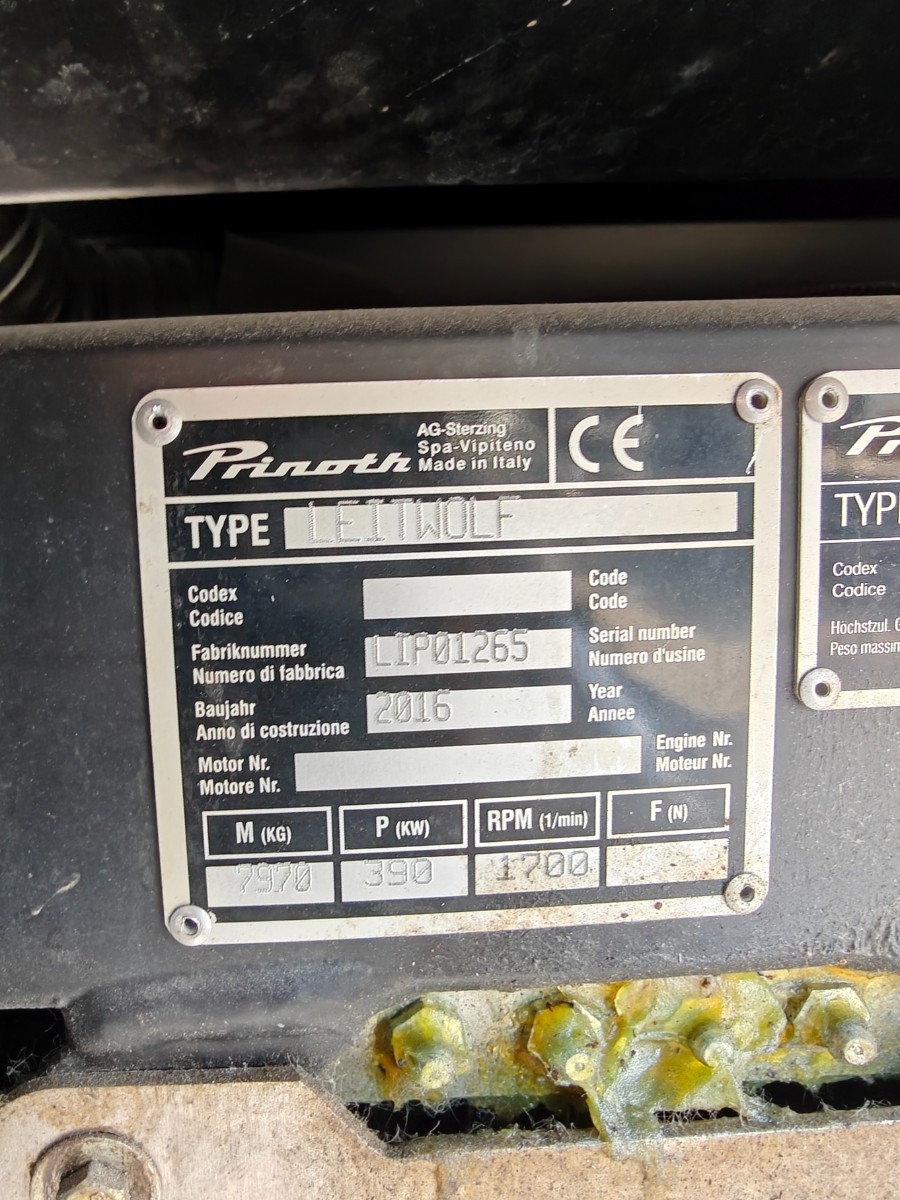 Prinoth
AG-Sterzing
Spa-Vipiteno
Made in Italy
CE
TYPE LEITWOLF
Codex
Codice
Code
Code
Fabriknummer
Numero di fabbrica
LIP01265
Serial number
Numero d'usine
Baujahr
Anno di costruzione
2016
Year
Annee
Motor Nr.
Motore Nr.
Engine Nr.
Moteur Nr.
M (KG) P (KW) RPM (1/min) F (N)
7970 390 1700
TYPE
Codex
Codice
Hochstzul.
Peso